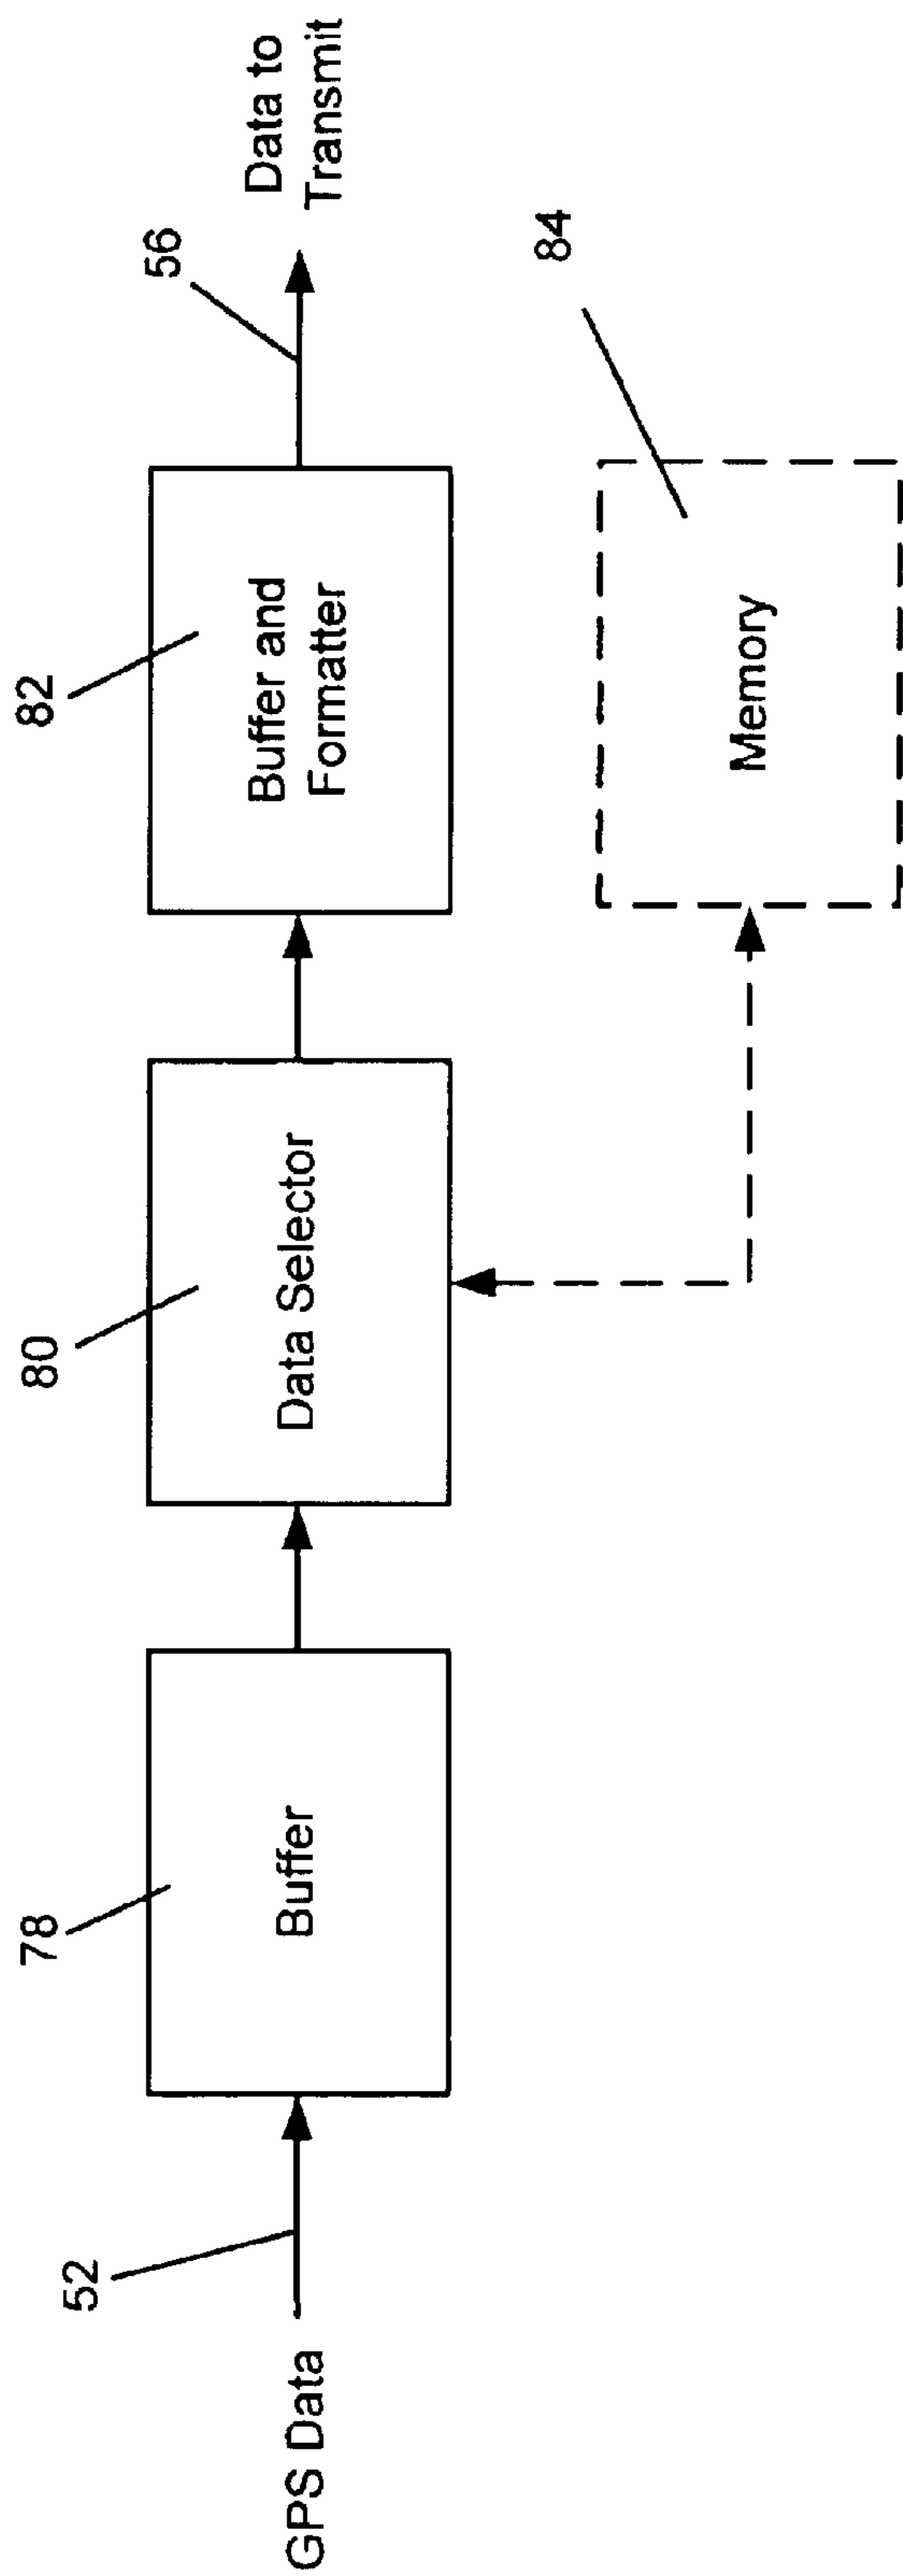 GPS Data
52
78
Buffer
80
Data Selector
82
Buffer and
Formatter
56
Data to
Transmit
84
Memory